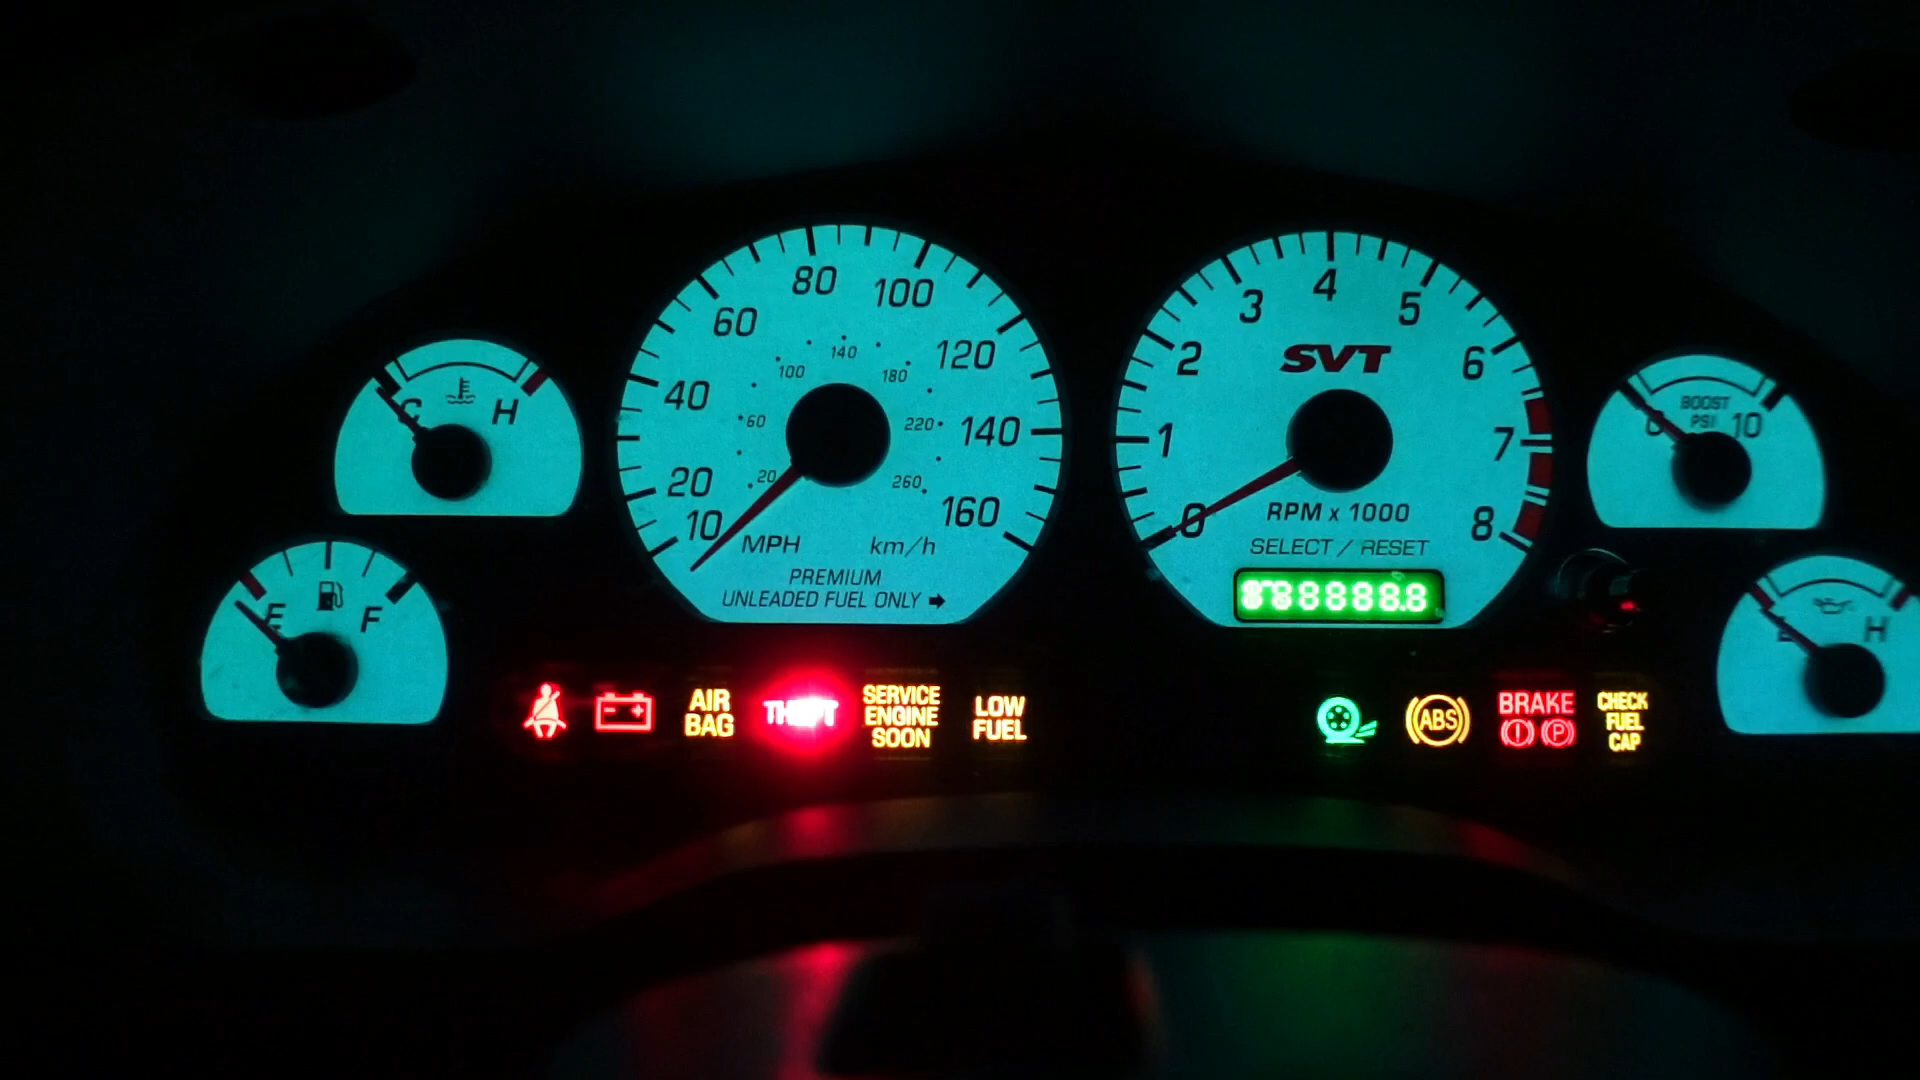 C
H
E
F
10
20
40
60
80
100
120
140
160
20
60
100
140
180
220
260
MPH km/h
PREMIUM
UNLEADED FUEL ONLY
0
1
2
3
4
5
6
7
8
SVT
RPM x 1000
SELECT / RESET
BOOST
PSI
0
10
H
AIR
BAG
THEFT
SERVICE
ENGINE
SOON
LOW
FUEL
ABS
BRAKE
! P
CHECK
FUEL
CAP